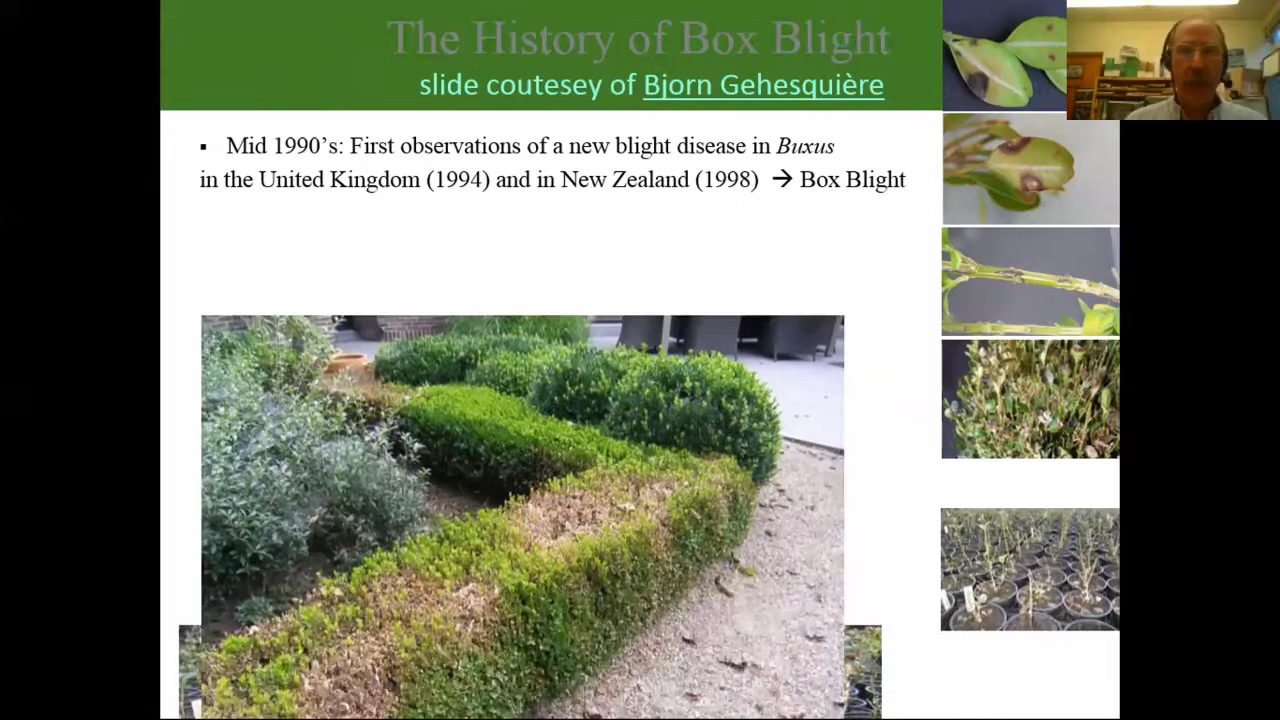 The History of Box Blight
slide coutesey of Bjorn Gehesquière
▪ Mid 1990’s: First observations of a new blight disease in Buxus
in the United Kingdom (1994) and in New Zealand (1998) → Box Blight